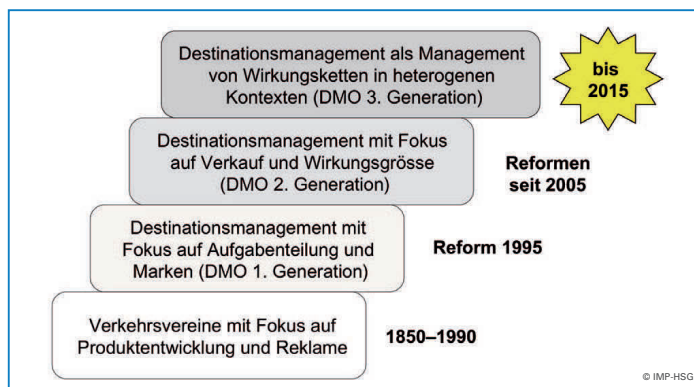 Destinationsmanagement als Management
von Wirkungsketten in heterogenen
Kontexten (DMO 3. Generation)
bis
2015
Destinationsmanagement mit Fokus
auf Verkauf und Wirkungsgrösse
(DMO 2. Generation)
Reformen
seit 2005
Destinationsmanagement mit
Fokus auf Aufgabenteilung und
Marken (DMO 1. Generation)
Reform 1995
Verkehrsvereine mit Fokus auf
Produktentwicklung und Reklame
1850–1990
© IMP-HSG